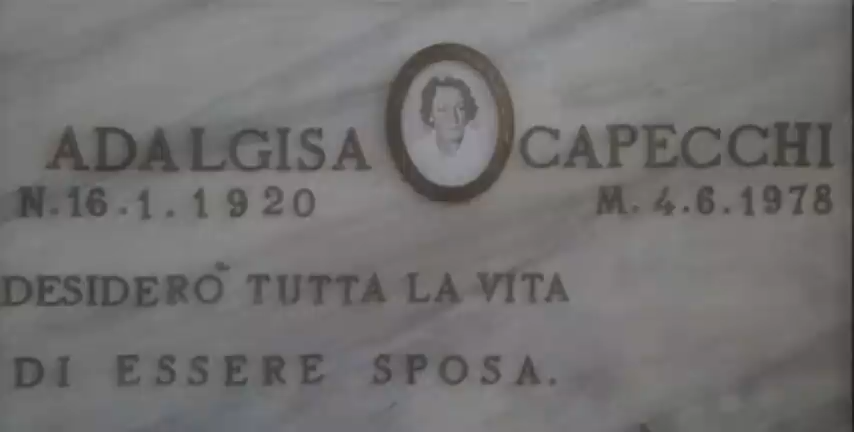 ADALGISA CAPECCHI
N.16.1.1920 M.4.6.1978
DESIDERÒ TUTTA LA VITA
DI ESSERE SPOSA.